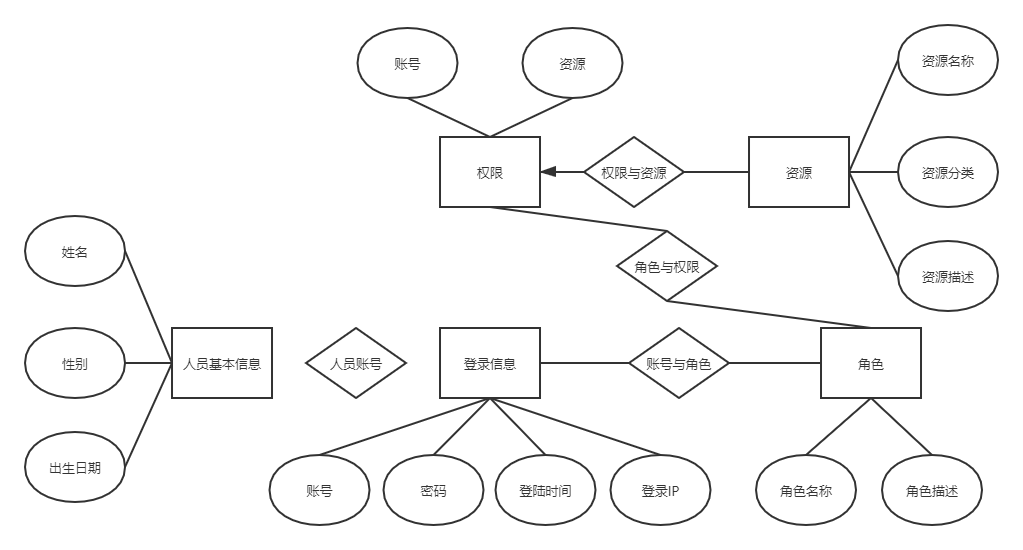 账号
资源
资源名称
权限
权限与资源
资源
资源分类
姓名
角色与权限
资源描述
性别
人员基本信息
人员账号
登录信息
账号与角色
角色
出生日期
账号
密码
登陆时间
登录IP
角色名称
角色描述